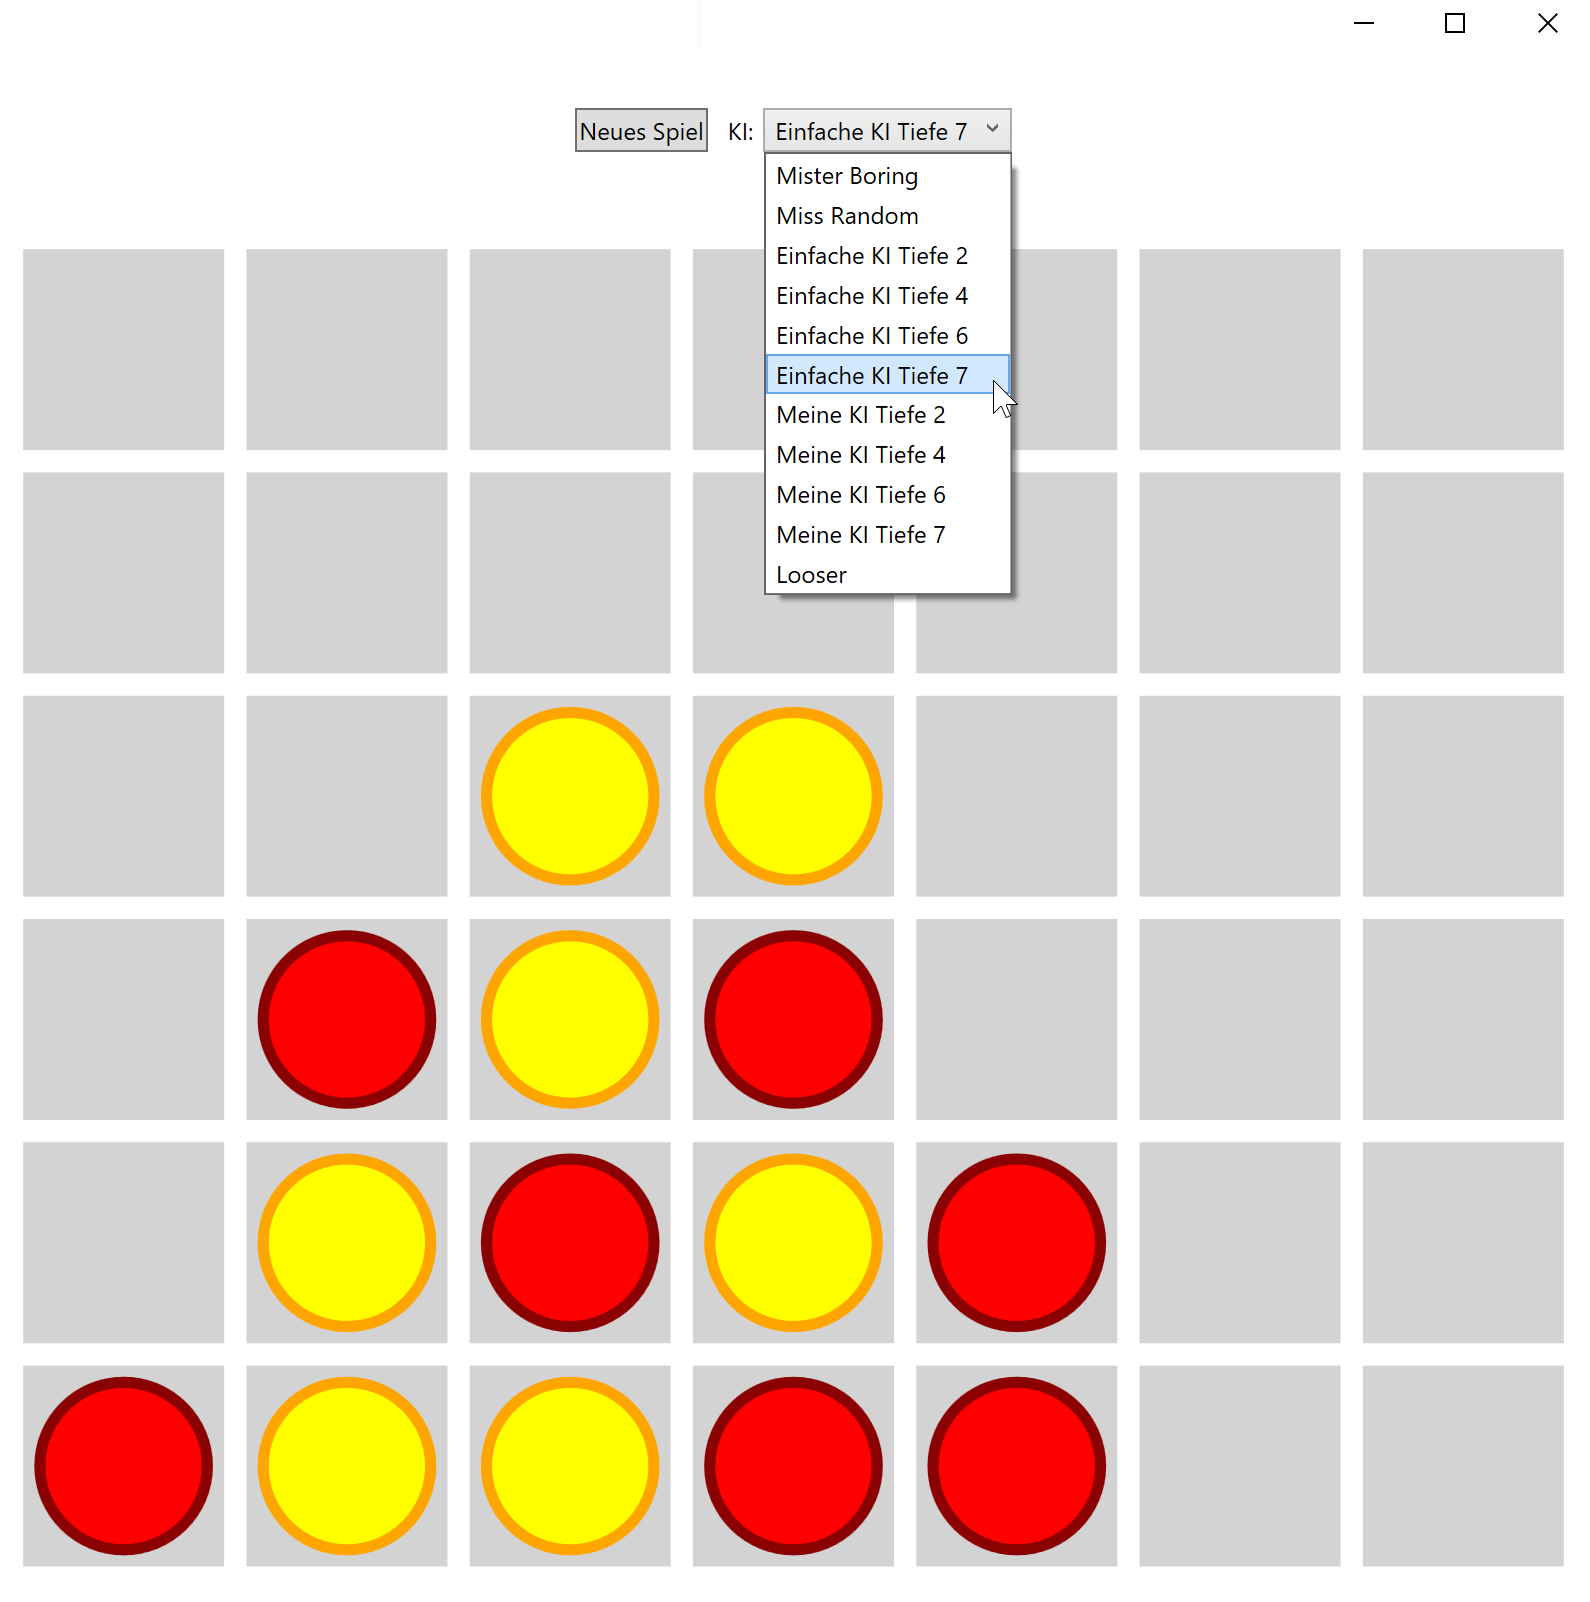 Neues Spiel KI: Einfache KI Tiefe 7
Mister Boring
Miss Random
Einfache KI Tiefe 2
Einfache KI Tiefe 4
Einfache KI Tiefe 6
Einfache KI Tiefe 7
Meine KI Tiefe 2
Meine KI Tiefe 4
Meine KI Tiefe 6
Meine KI Tiefe 7
Looser